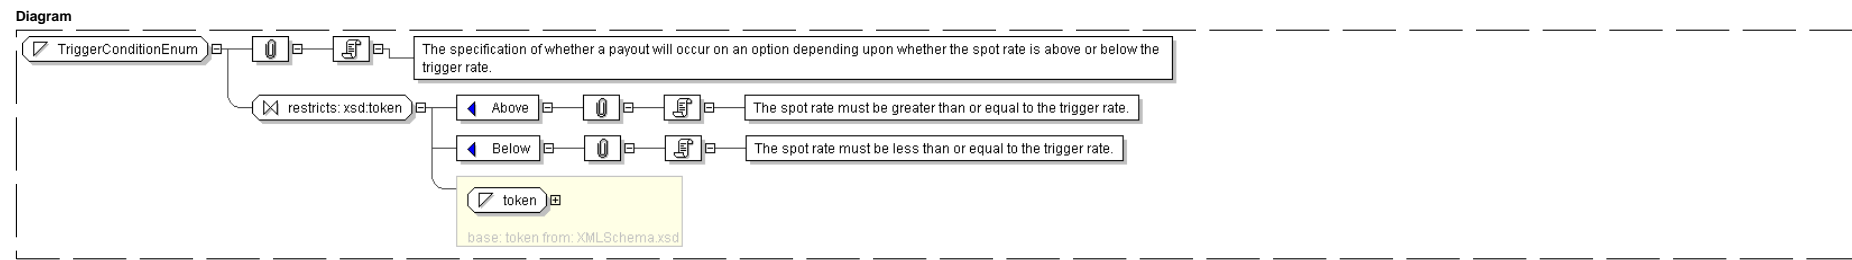 Diagram
TriggerConditionEnum
The specification of whether a payout will occur on an option depending upon whether the spot rate is above or below the
trigger rate.
restricts: xsd:token
Above
The spot rate must be greater than or equal to the trigger rate.
Below
The spot rate must be less than or equal to the trigger rate.
token
base: token from: XMLSchema.xsd